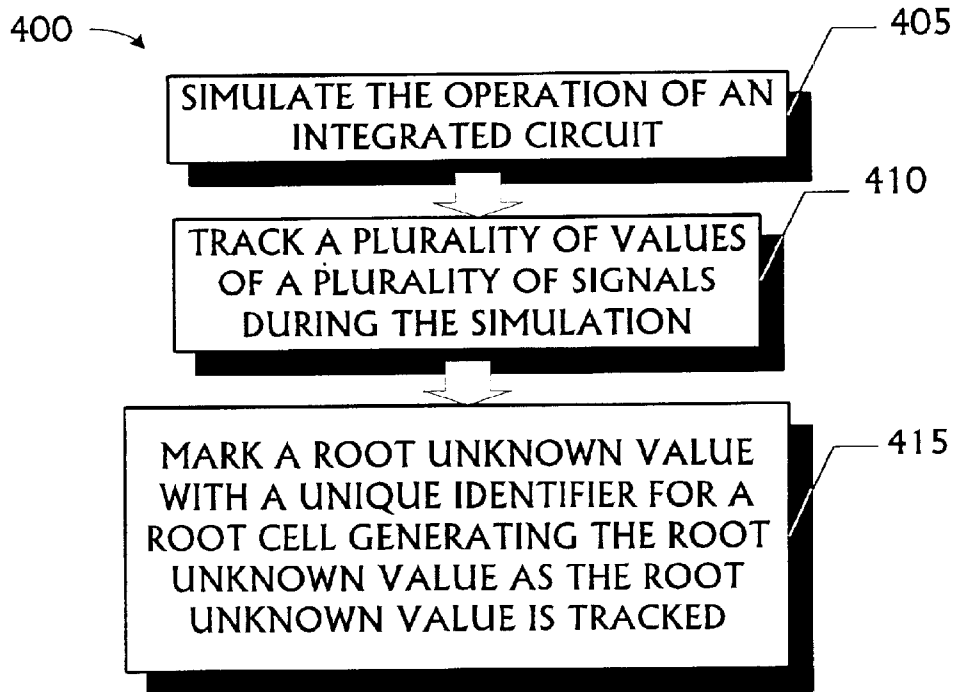 400
405
SIMULATE THE OPERATION OF AN
INTEGRATED CIRCUIT
410
TRACK A PLURALITY OF VALUES
OF A PLURALITY OF SIGNALS
DURING THE SIMULATION
415
MARK A ROOT UNKNOWN VALUE
WITH A UNIQUE IDENTIFIER FOR A
ROOT CELL GENERATING THE ROOT
UNKNOWN VALUE AS THE ROOT
UNKNOWN VALUE IS TRACKED